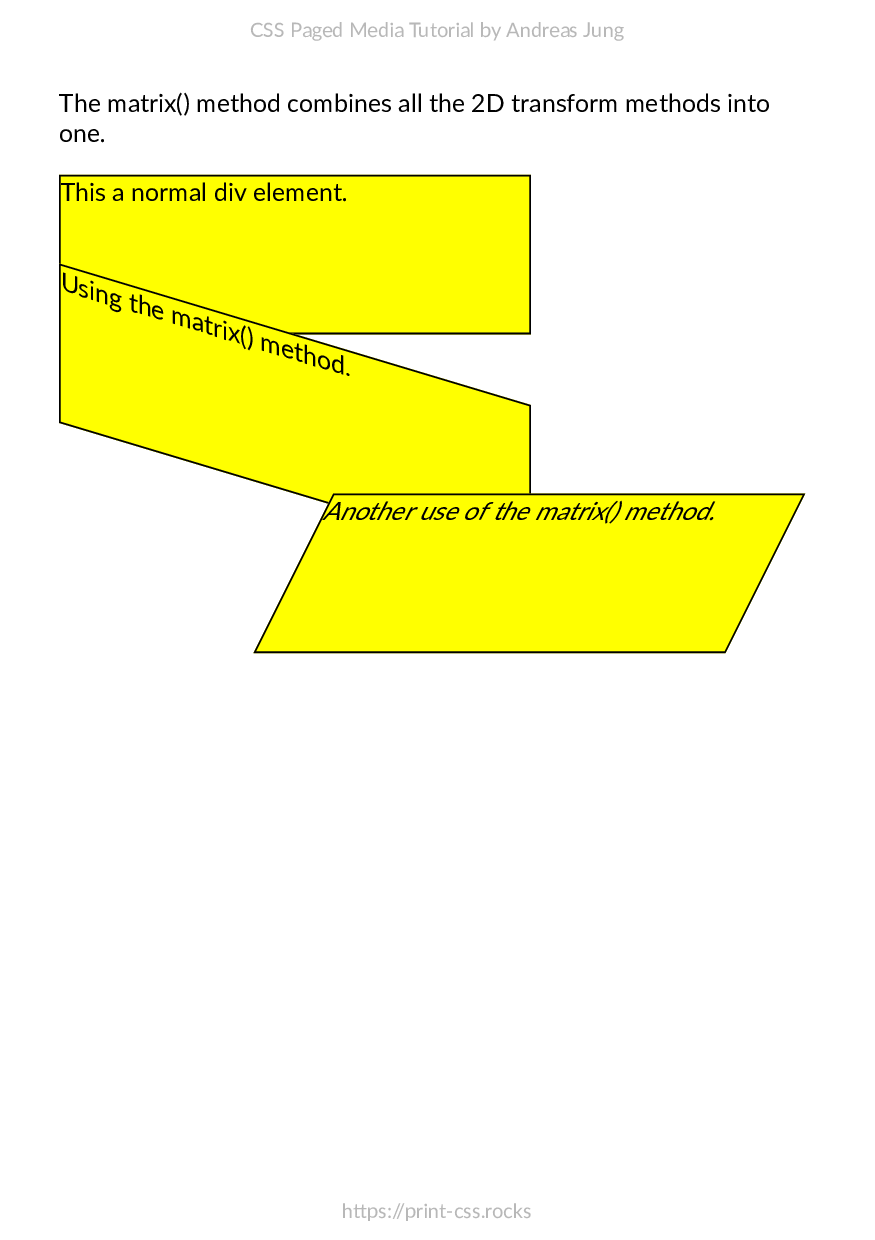 CSS Paged Media Tutorial by Andreas Jung
The matrix() method combines all the 2D transform methods into
one.
This a normal div element.
Using the matrix() method.
Another use of the matrix() method.
https://print-css.rocks